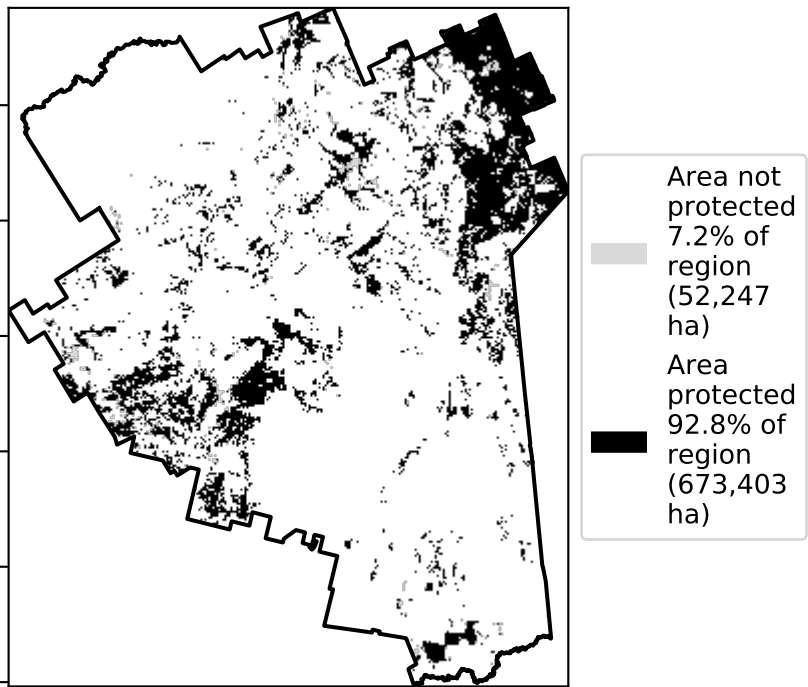 Area not
protected
7.2% of
region
(52,247
ha)
Area
protected
92.8% of
region
(673,403
ha)